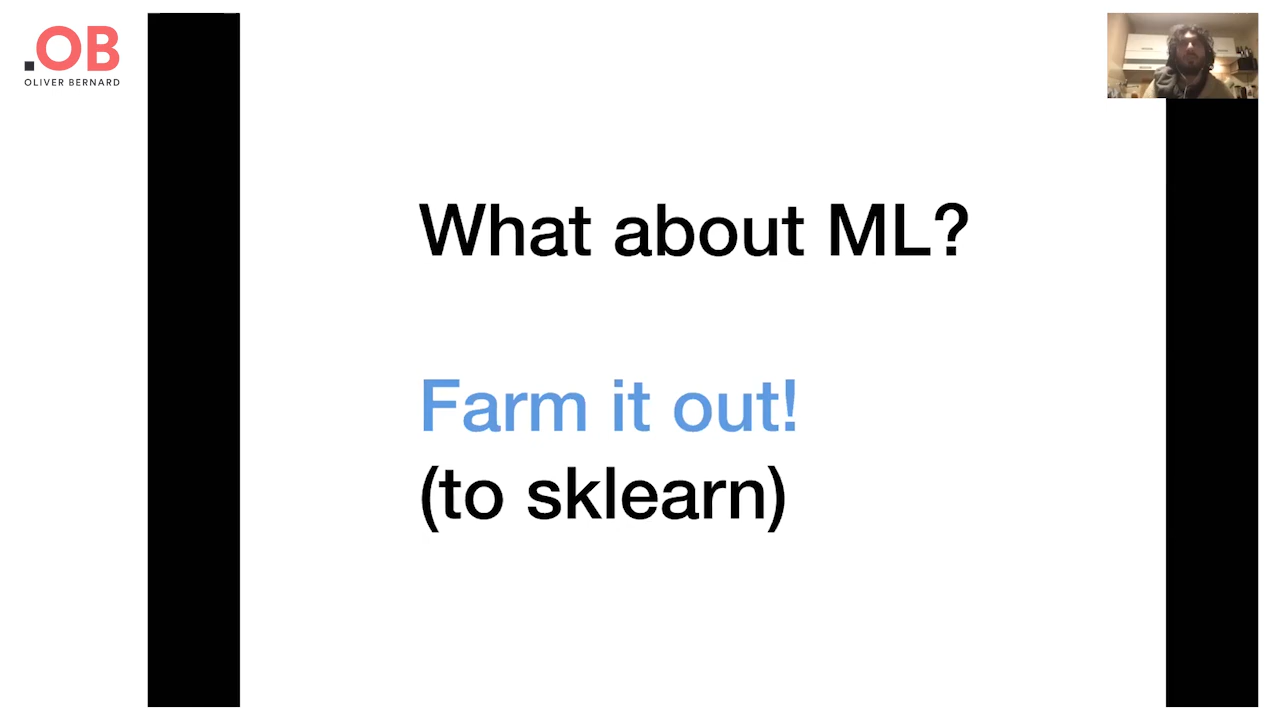 .OB
OLIVER BERNARD
What about ML?
Farm it out!
(to sklearn)